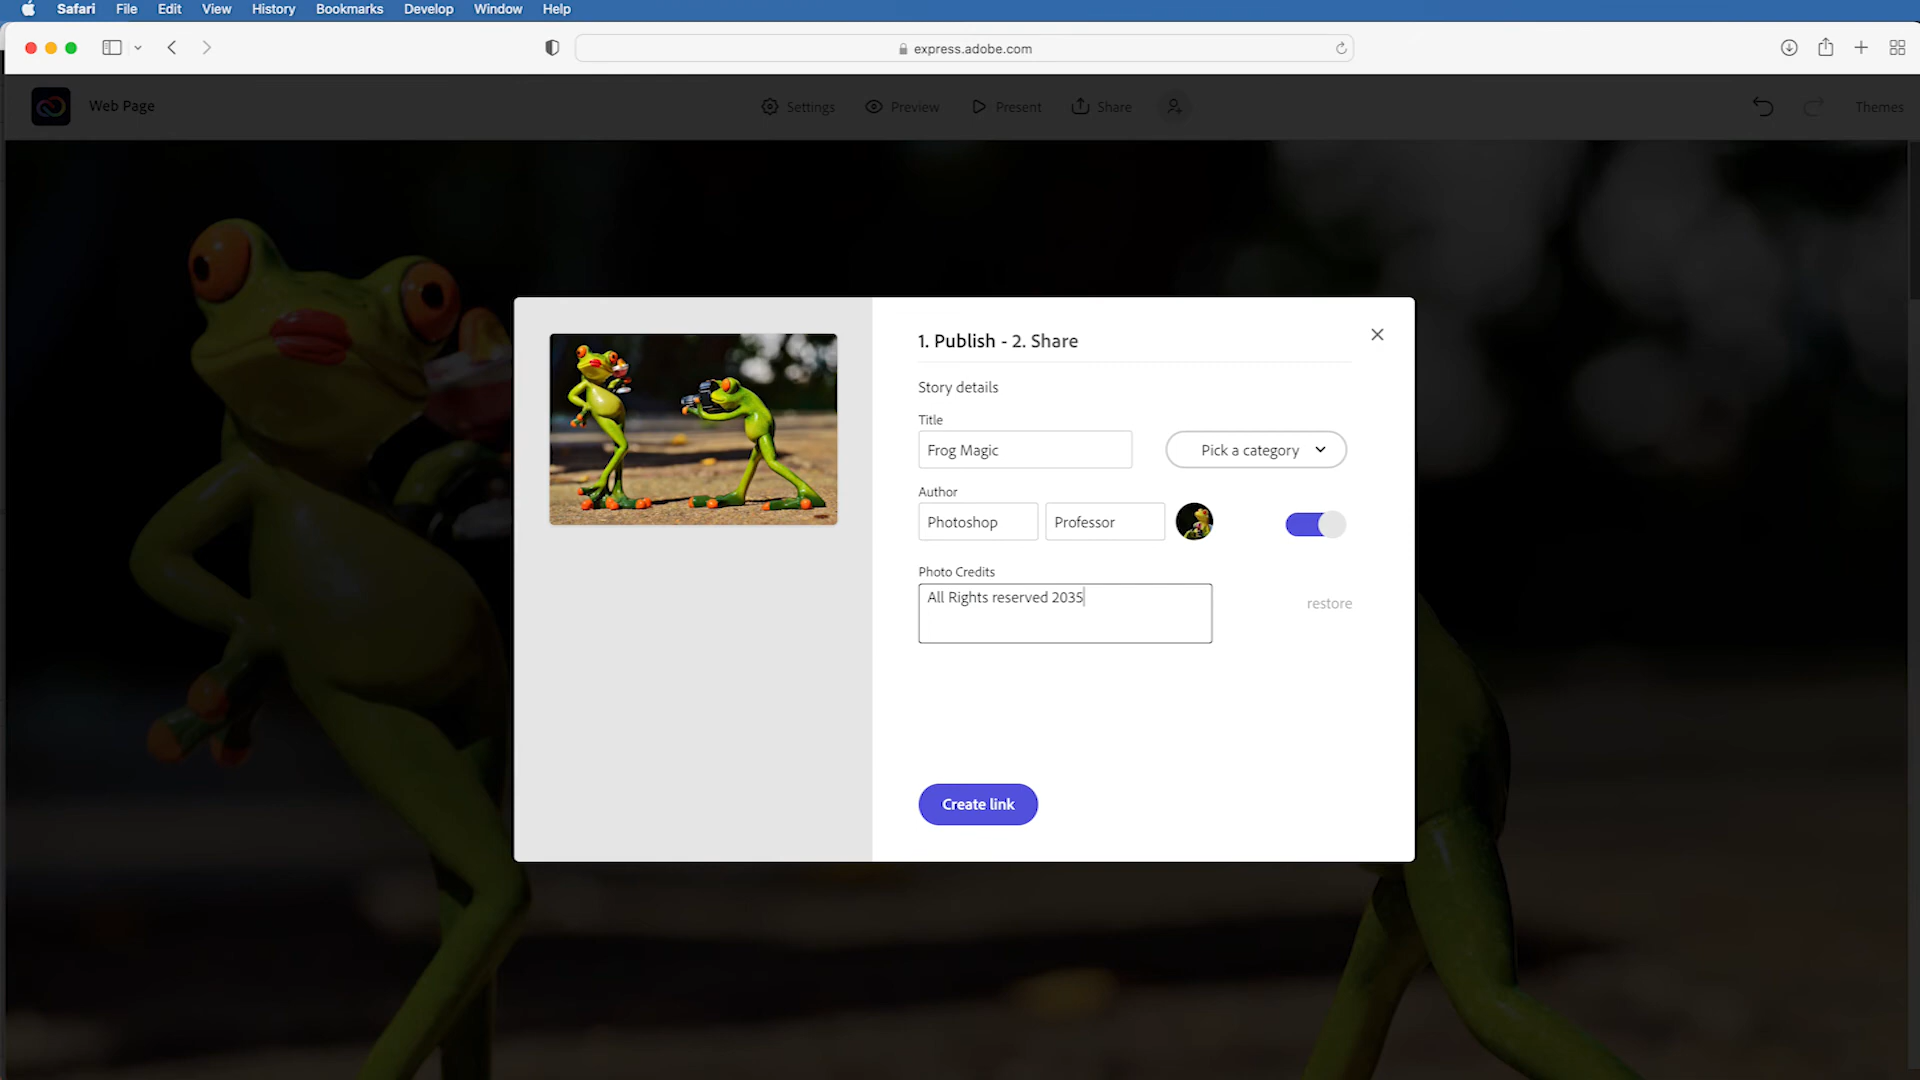 Safari File Edit View History Bookmarks Develop Window Help
express.adobe.com
Web Page Settings Preview Present Share Themes
1. Publish - 2. Share
Story details
Title
Frog Magic Pick a category
Author
Photoshop Professor
Photo Credits
All Rights reserved 2035 restore
Create link